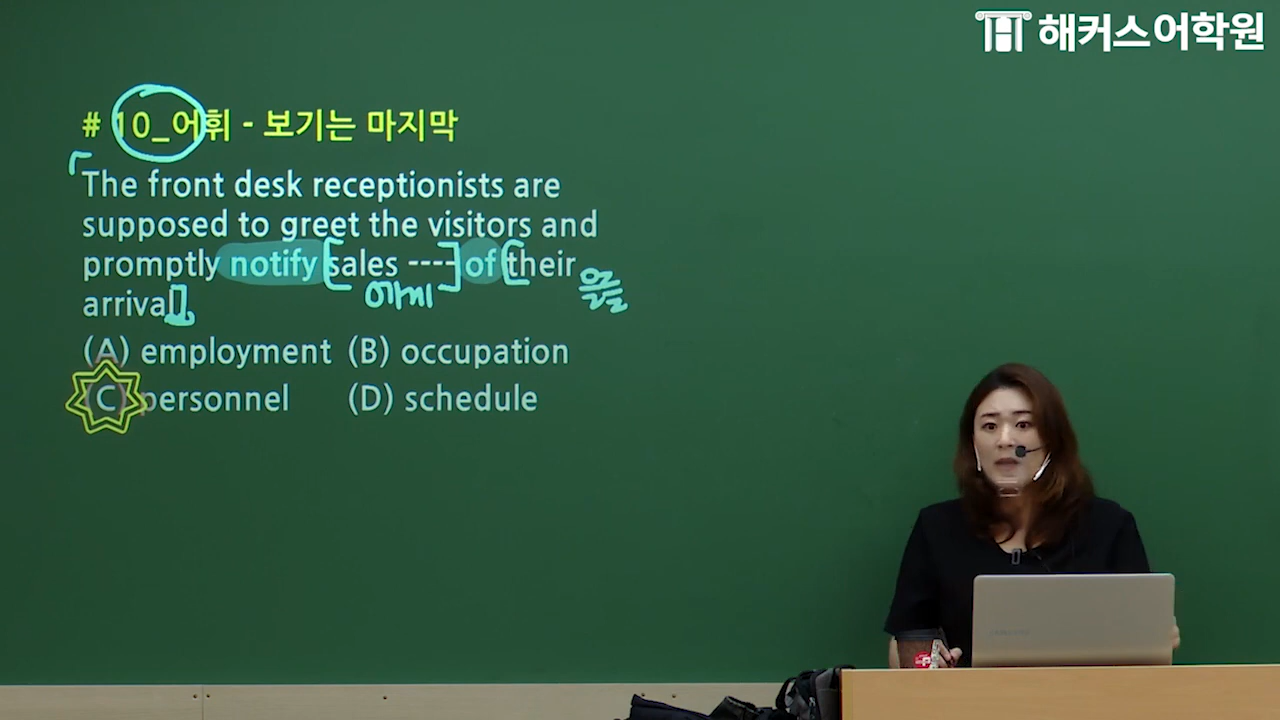 해커스어학원
# 10_어휘 - 보기는 마지막
The front desk receptionists are
supposed to greet the visitors and
promptly notify sales ---- of their
에게 을
arrival.
(A) employment (B) occupation
(C) personnel (D) schedule